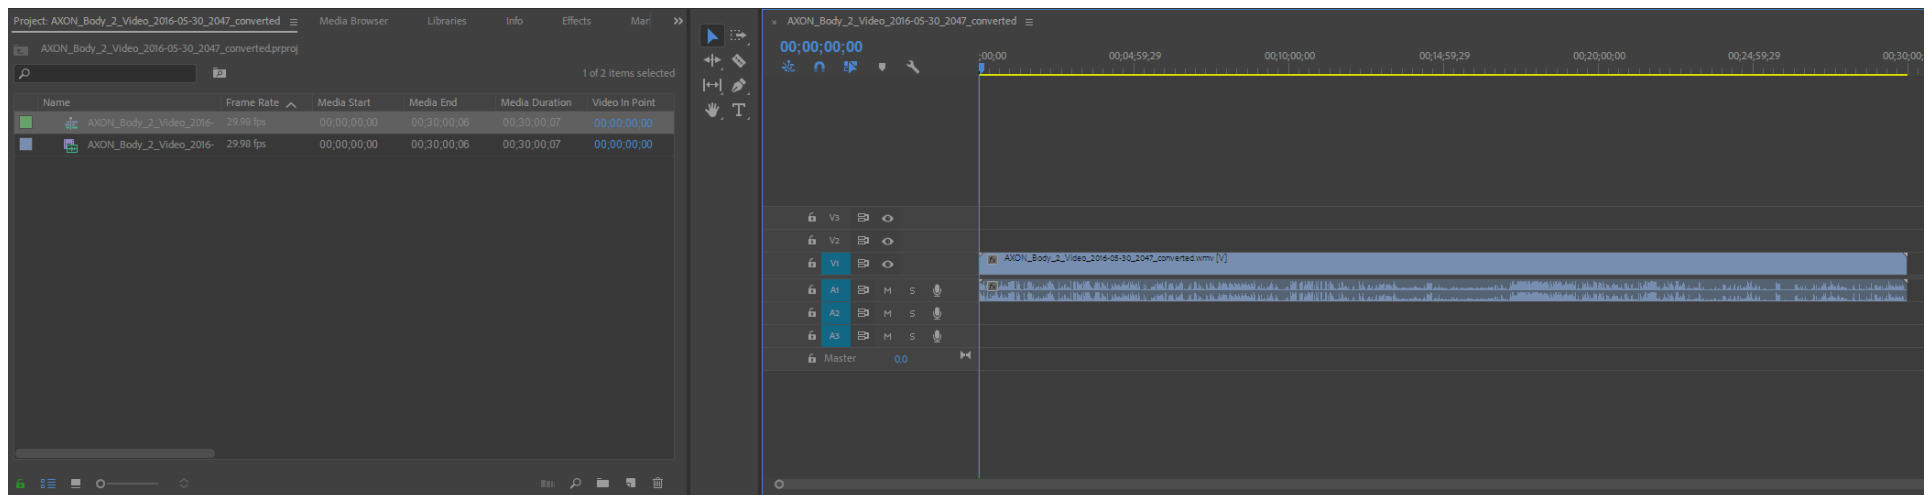 Project: AXON_Body_2_Video_2016-05-30_2047_converted
Media Browser
Libraries
Info
Effects
Mar
AXON_Body_2_Video_2016-05-30_2047_converted.prproj
1 of 2 items selected
Name Frame Rate Media Start Media End Media Duration Video In Point
AXON_Body_2_Video_2016- 29.98 fps 00;00;00;00 00;30;00;06 00;30;00;07 00;00;00;00
AXON_Body_2_Video_2016- 29.98 fps 00;00;00;00 00;30;00;06 00;30;00;07 00;00;00;00
T
× AXON_Body_2_Video_2016-05-30_2047_converted
00;00;00;00
;00;00 00;04;59;29 00;10;00;00 00;14;59;29 00;20;00;00 00;24;59;29 00;30;00;
V3
V2
V1
fx AXON_Body_2_Video_2016-05-30_2047_converted.wmv [V]
A1 M S
fx
A2 M S
A3 M S
Master 0.0